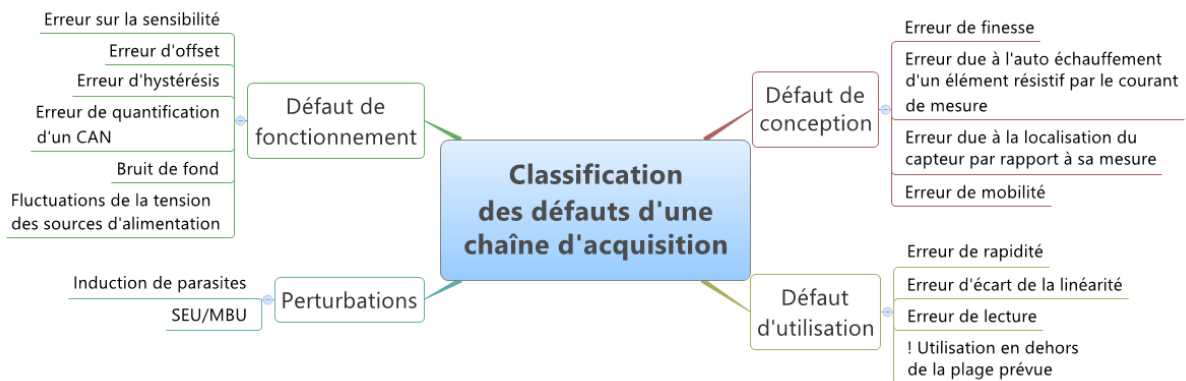 Classification
des défauts d'une
chaîne d'acquisition
Défaut de
fonctionnement
Erreur sur la sensibilité
Erreur d'offset
Erreur d'hystérésis
Erreur de quantification
d'un CAN
Bruit de fond
Fluctuations de la tension
des sources d'alimentation
Perturbations
Induction de parasites
SEU/MBU
Défaut de
conception
Erreur de finesse
Erreur due à l'auto échauffement
d'un élément résistif par le courant
de mesure
Erreur due à la localisation du
capteur par rapport à sa mesure
Erreur de mobilité
Défaut
d'utilisation
Erreur de rapidité
Erreur d'écart de la linéarité
Erreur de lecture
! Utilisation en dehors
de la plage prévue